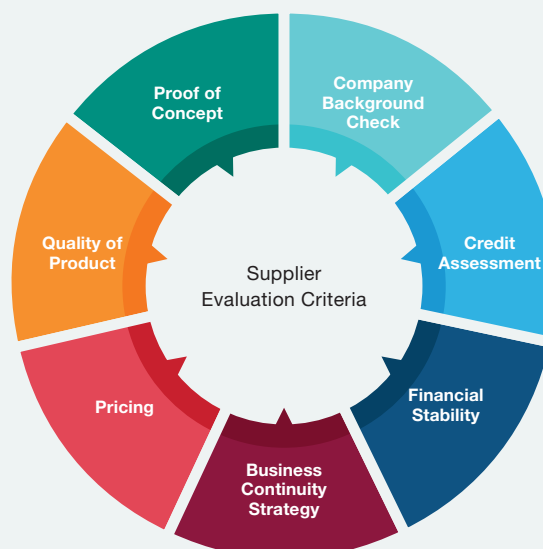 Proof of
Concept
Company
Background
Check
Credit
Assessment
Financial
Stability
Business
Continuity
Strategy
Pricing
Quality of
Product
Supplier
Evaluation Criteria